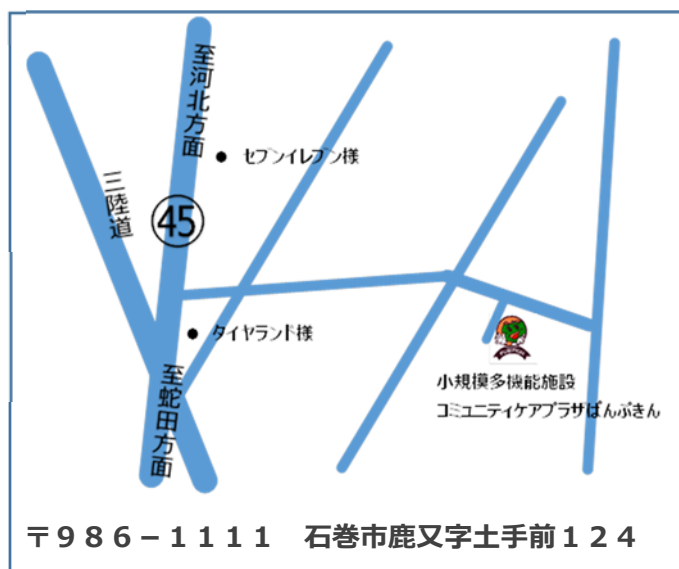 至河北方面
三陸道
セブンイレブン様
45
タイヤランド様
至蛇田方面
小規模多機能施設
コミュニティケアプラザぱんぷきん
〒９８６－１１１１　石巻市鹿又字土手前１２４